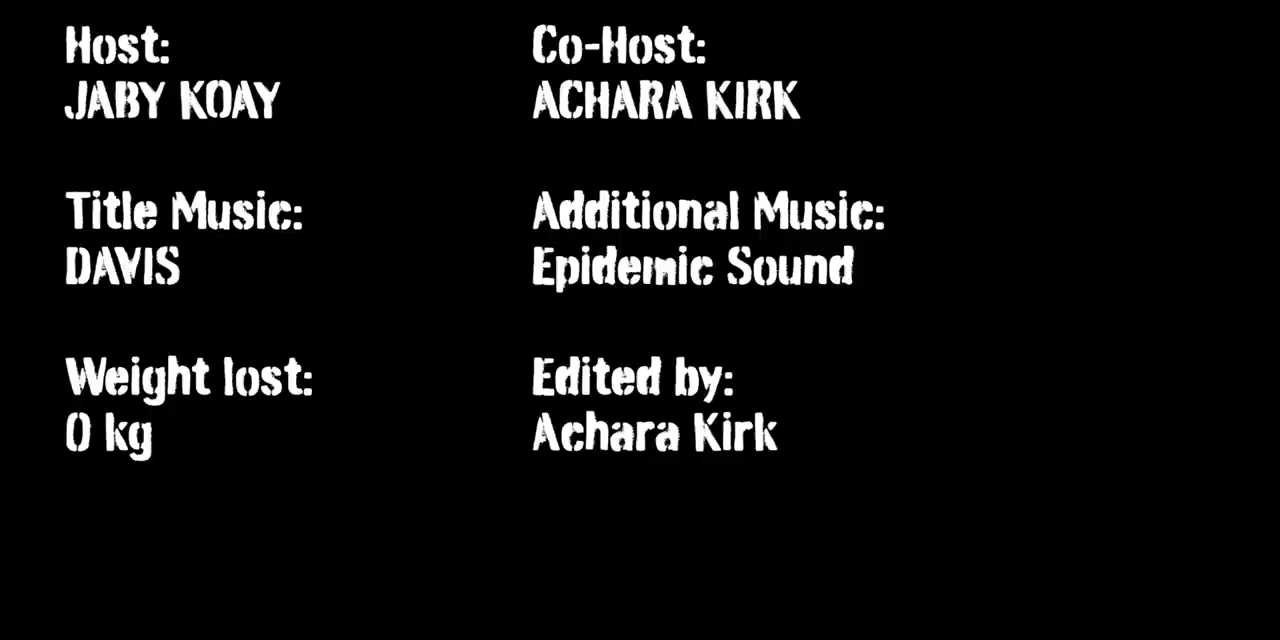 Host:
JABY KOAY
Co-Host:
ACHARA KIRK
Title Music:
DAVIS
Additional Music:
Epidemic Sound
Weight lost:
0 kg
Edited by:
Achara Kirk